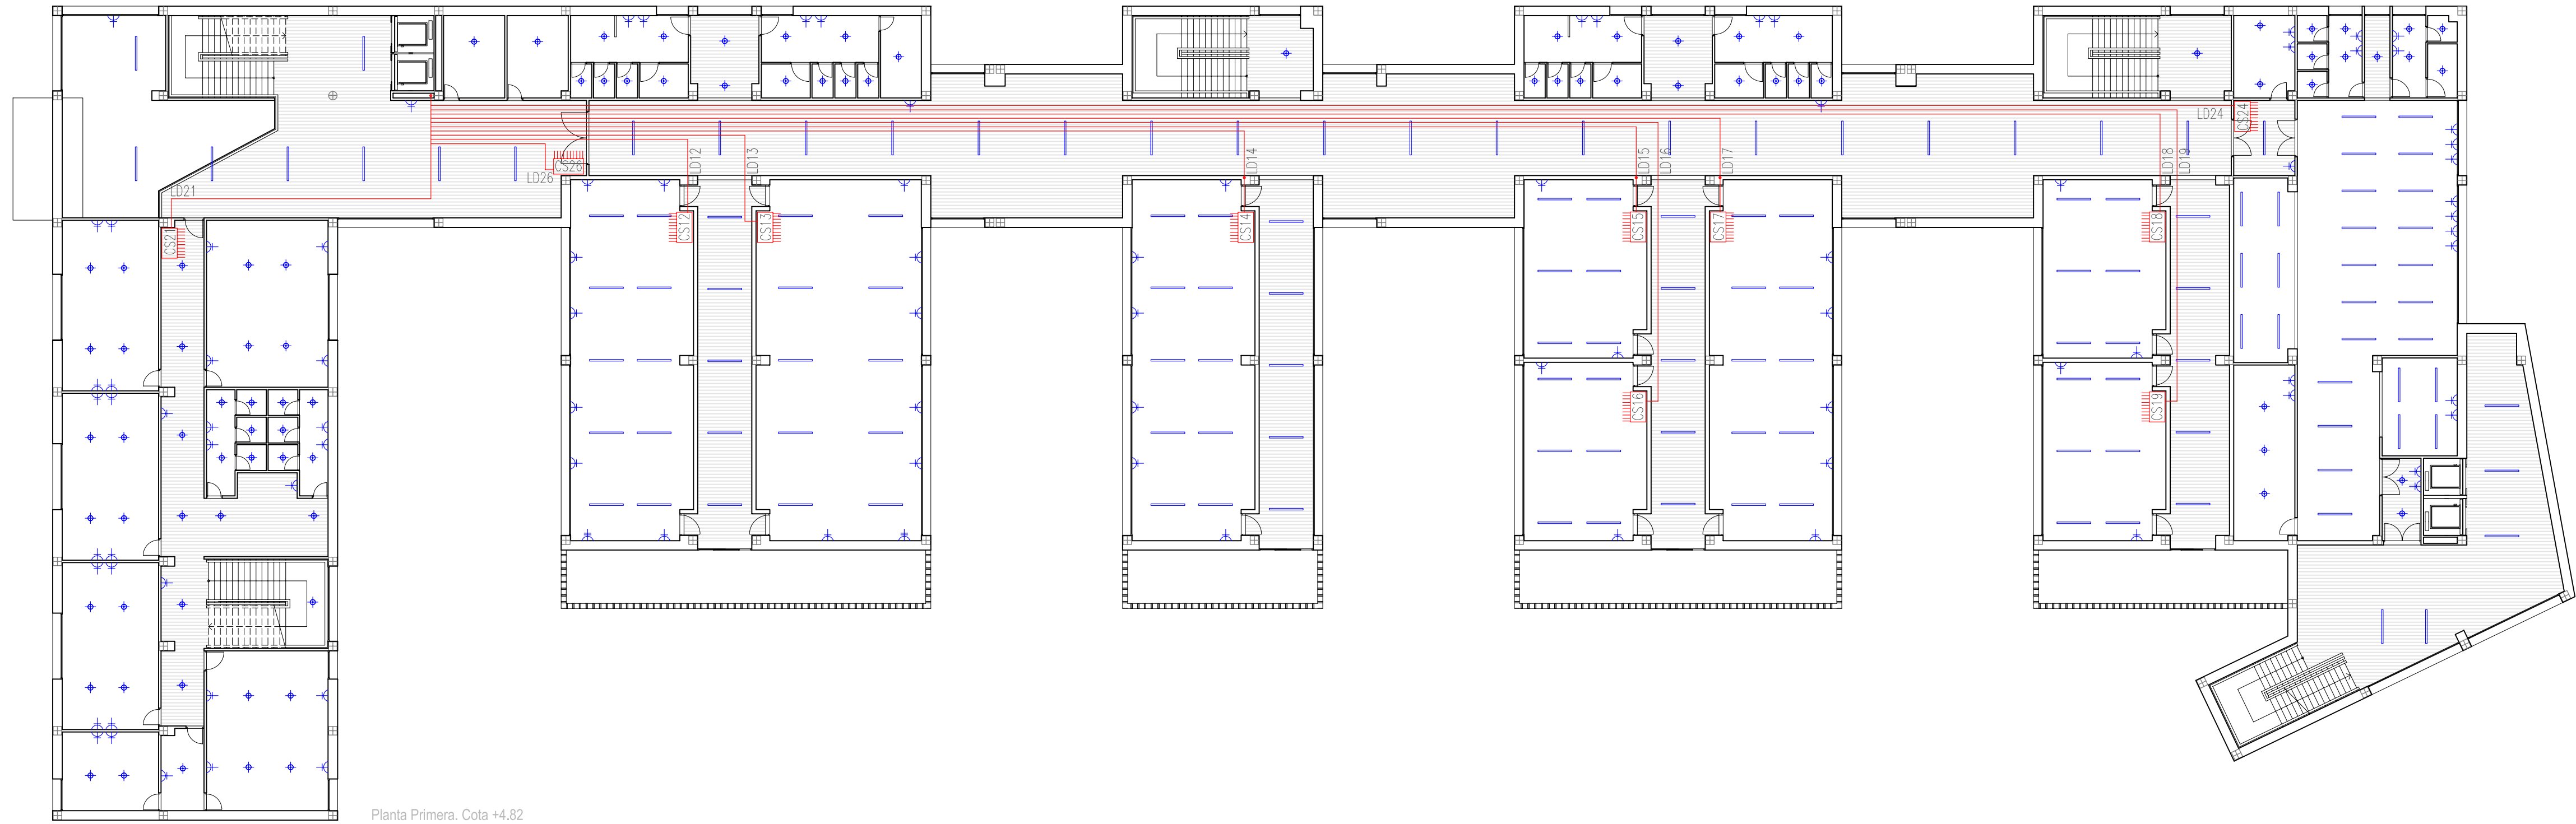 LD24
CS24
CS26
LD26
LD12
LD13
LD14
LD15
LD16
LD17
LD18
LD19
LD21
CS21
CS12
CS13
CS14
CS15
CS17
CS18
CS16
CS19
Planta Primera. Cota +4.82